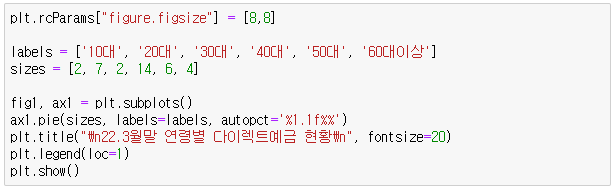 plt.rcParams["figure.figsize"] = [8,8]
labels = ['10대', '20대', '30대', '40대', '50대', '60대이상']
sizes = [2, 7, 2, 14, 6, 4]
fig1, ax1 = plt.subplots()
ax1.pie(sizes, labels=labels, autopct='%1.1f%%')
plt.title("₩n22.3월말 연령별 다이렉트예금 현황₩n", fontsize=20)
plt.legend(loc=1)
plt.show()